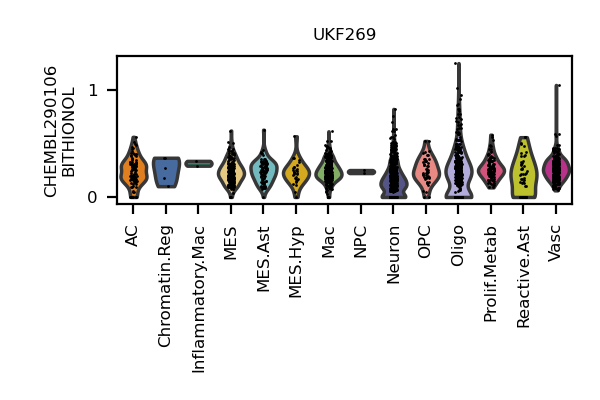 UKF269
CHEMBL290106
BITHIONOL
1
0
AC
Chromatin.Reg
Inflammatory.Mac
MES
MES.Ast
MES.Hyp
Mac
NPC
Neuron
OPC
Oligo
Prolif.Metab
Reactive.Ast
Vasc